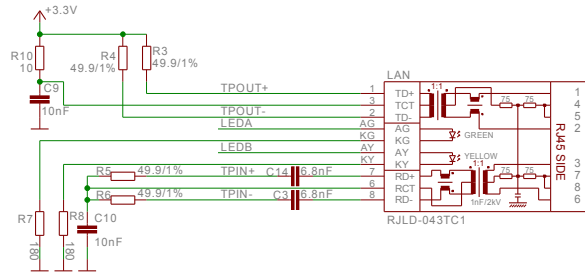 +3.3V
R10
10
R4
49.9/1%
R3
49.9/1%
C9
10nF
TPOUT+
TPOUT-
LEDA
LEDB
R5
49.9/1%
TPIN+
C14
6.8nF
R6
49.9/1%
TPIN-
C3
6.8nF
R7
180
R8
180
C10
10nF
LAN
1 TD+
3 TCT
2 TD-
AG AG
KG KG
AY AY
KY KY
7 RD+
6 RCT
8 RD-
1:1
75 75
GREEN
YELLOW
1:1
75 75
1nF/2kV
1
4
5
2
3
7
8
6
RJ45 SIDE
RJLD-043TC1